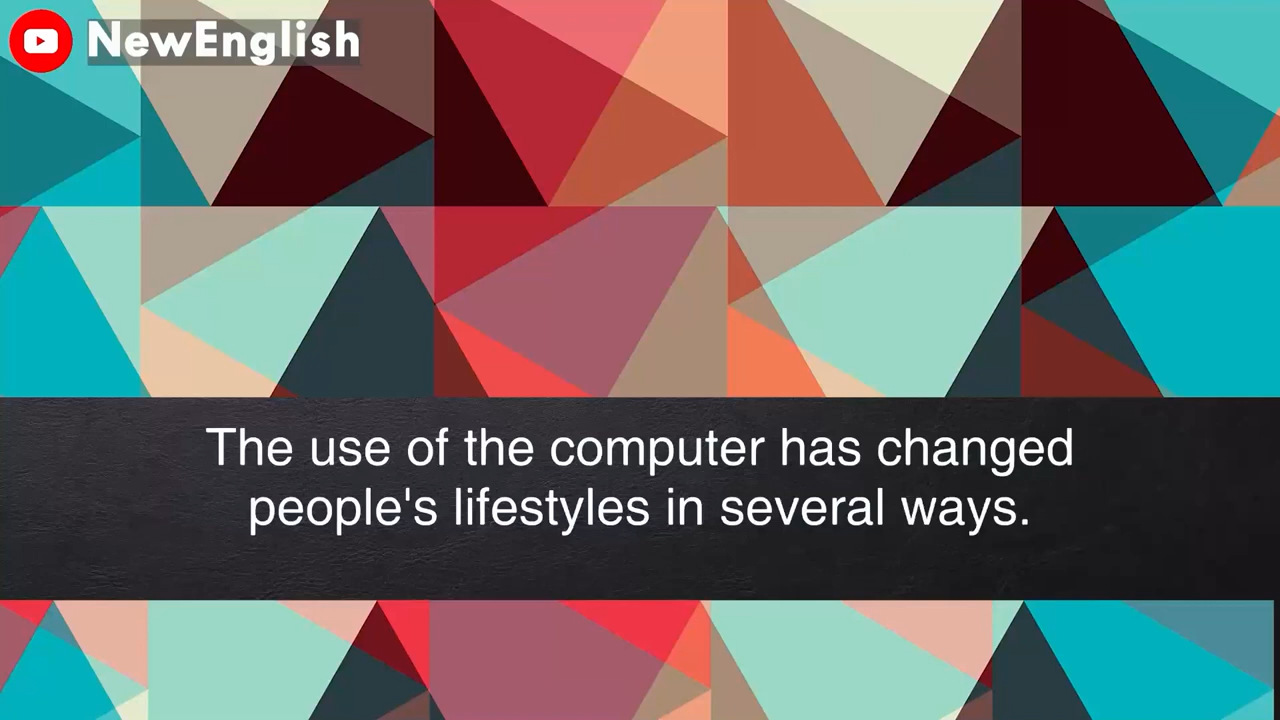 NewEnglish
The use of the computer has changed
people's lifestyles in several ways.